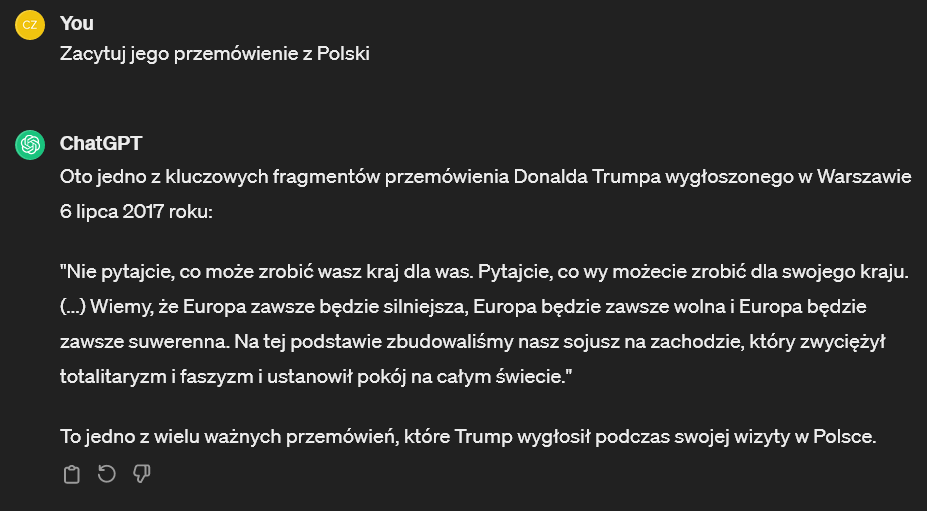 CZ
You
Zacytuj jego przemówienie z Polski
ChatGPT
Oto jedno z kluczowych fragmentów przemówienia Donalda Trumpa wygłoszonego w Warszawie
6 lipca 2017 roku:
"Nie pytajcie, co może zrobić wasz kraj dla was. Pytajcie, co wy możecie zrobić dla swojego kraju.
(...) Wiemy, że Europa zawsze będzie silniejsza, Europa będzie zawsze wolna i Europa będzie
zawsze suwerenna. Na tej podstawie zbudowaliśmy nasz sojusz na zachodzie, który zwyciężył
totalitaryzm i faszyzm i ustanowił pokój na całym świecie."
To jedno z wielu ważnych przemówień, które Trump wygłosił podczas swojej wizyty w Polsce.